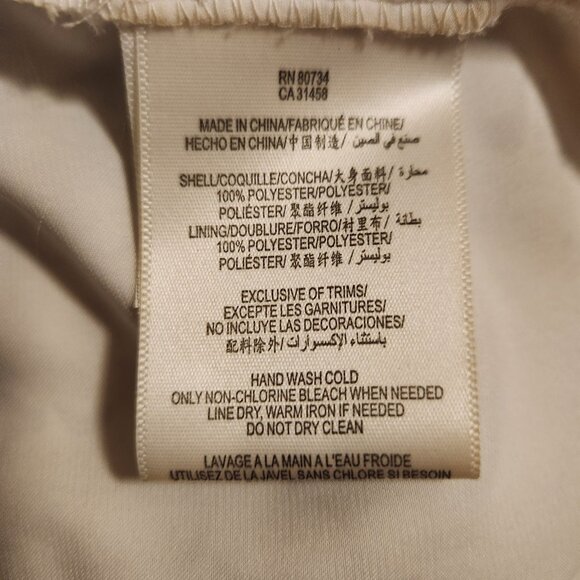 RN 80734
CA 31458
MADE IN CHINA/FABRIQUÉ EN CHINE/
HECHO EN CHINA/中国制造/ صنع في الصين
SHELL/COQUILLE/CONCHA/大身面料/ محارة
100% POLYESTER/POLYESTER/
POLIÉSTER/聚酯纤维/ بوليستر
LINING/DOUBLURE/FORRO/衬里布/ بطانة
100% POLYESTER/POLYESTER/
POLIÉSTER/聚酯纤维/ بوليستر
EXCLUSIVE OF TRIMS/
EXCEPTE LES GARNITURES/
NO INCLUYE LAS DECORACIONES/
配料除外/ باستثناء الإكسسوارات
HAND WASH COLD
ONLY NON-CHLORINE BLEACH WHEN NEEDED
LINE DRY, WARM IRON IF NEEDED
DO NOT DRY CLEAN
LAVAGE A LA MAIN A L'EAU FROIDE
UTILISEZ DE LA JAVEL SANS CHLORE SI BESOIN